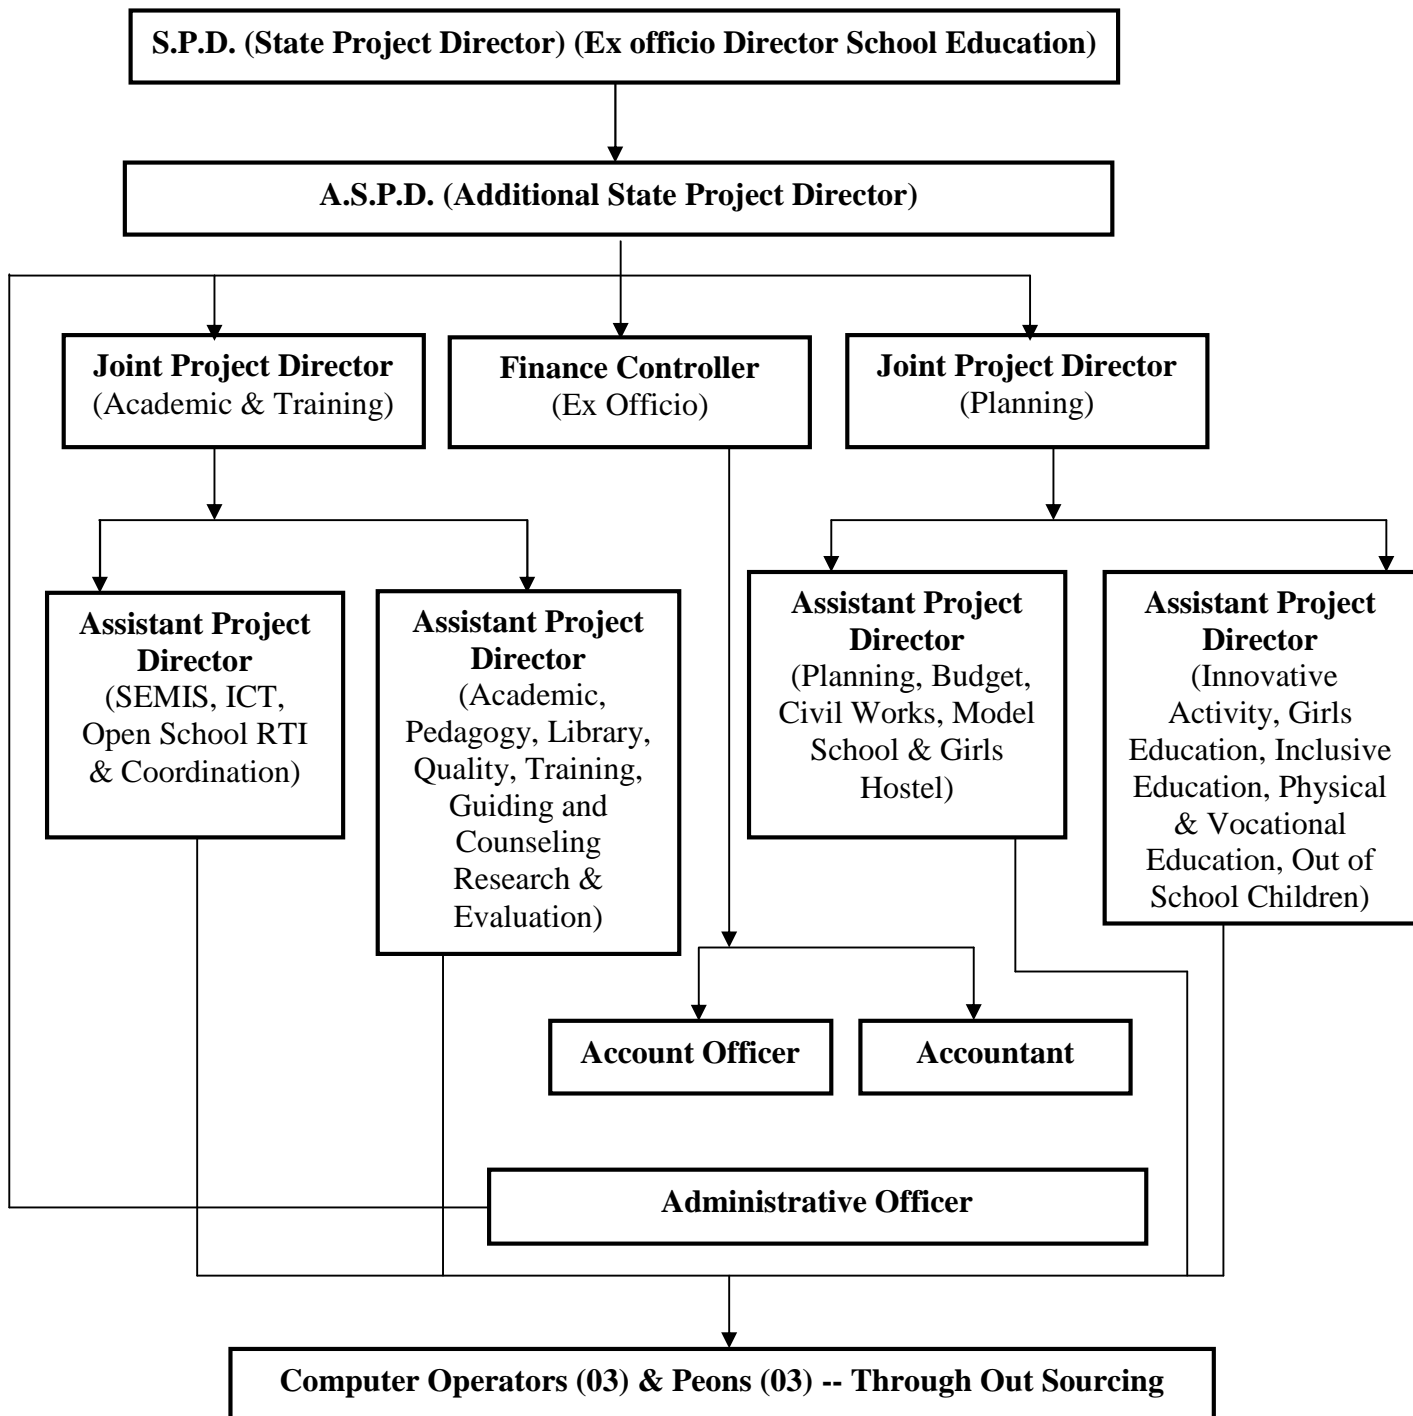 S.P.D. (State Project Director) (Ex officio Director School Education)
A.S.P.D. (Additional State Project Director)
Joint Project Director
(Academic & Training)
Finance Controller
(Ex Officio)
Joint Project Director
(Planning)
Assistant Project
Director
(SEMIS, ICT,
Open School RTI
& Coordination)
Assistant Project
Director
(Academic,
Pedagogy, Library,
Quality, Training,
Guiding and
Counseling
Research &
Evaluation)
Assistant Project
Director
(Planning, Budget,
Civil Works, Model
School & Girls
Hostel)
Assistant Project
Director
(Innovative
Activity, Girls
Education, Inclusive
Education, Physical
& Vocational
Education, Out of
School Children)
Account Officer
Accountant
Administrative Officer
Computer Operators (03) & Peons (03) -- Through Out Sourcing